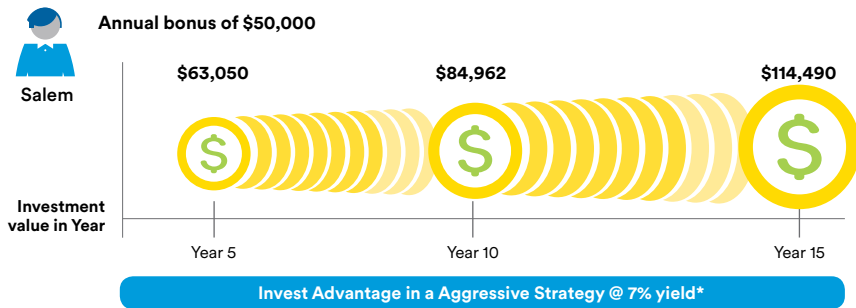 Annual bonus of $50,000
Salem
$63,050
$84,962
$114,490
$
$
$
Investment
value in Year
Year 5
Year 10
Year 15
Invest Advantage in a Aggressive Strategy @ 7% yield*